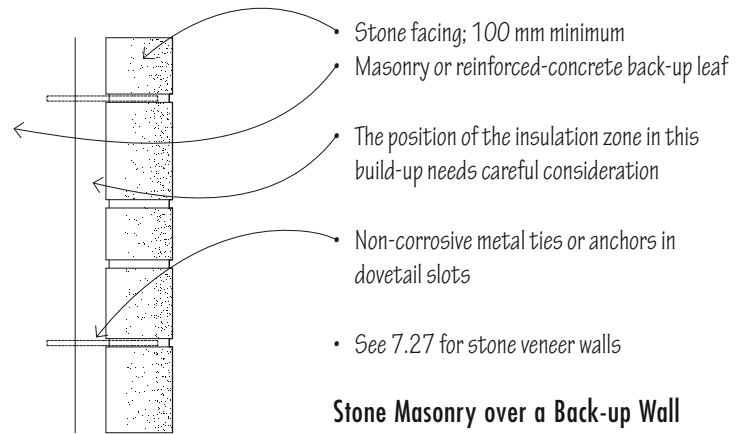 • Stone facing; 100 mm minimum
• Masonry or reinforced-concrete back-up leaf
• The position of the insulation zone in this
build-up needs careful consideration
• Non-corrosive metal ties or anchors in
dovetail slots
• See 7.27 for stone veneer walls
Stone Masonry over a Back-up Wall